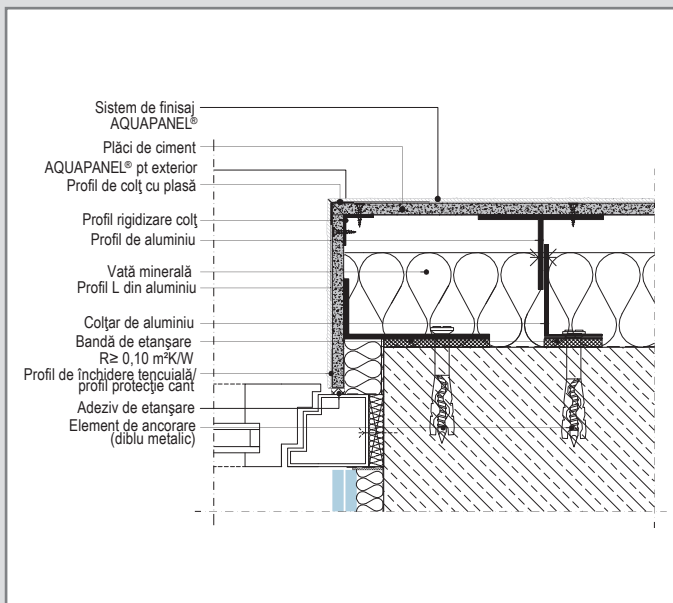 Sistem de finisaj
AQUAPANEL®
Plăci de ciment
AQUAPANEL® pt exterior
Profil de colţ cu plasă
Profil rigidizare colţ
Profil de aluminiu
Vată minerală
Profil L din aluminiu
Colţar de aluminiu
Bandă de etanşare
R≥ 0,10 m²K/W
Profil de închidere tencuială/
profil protecţie cant
Adeziv de etanşare
Element de ancorare
(diblu metalic)